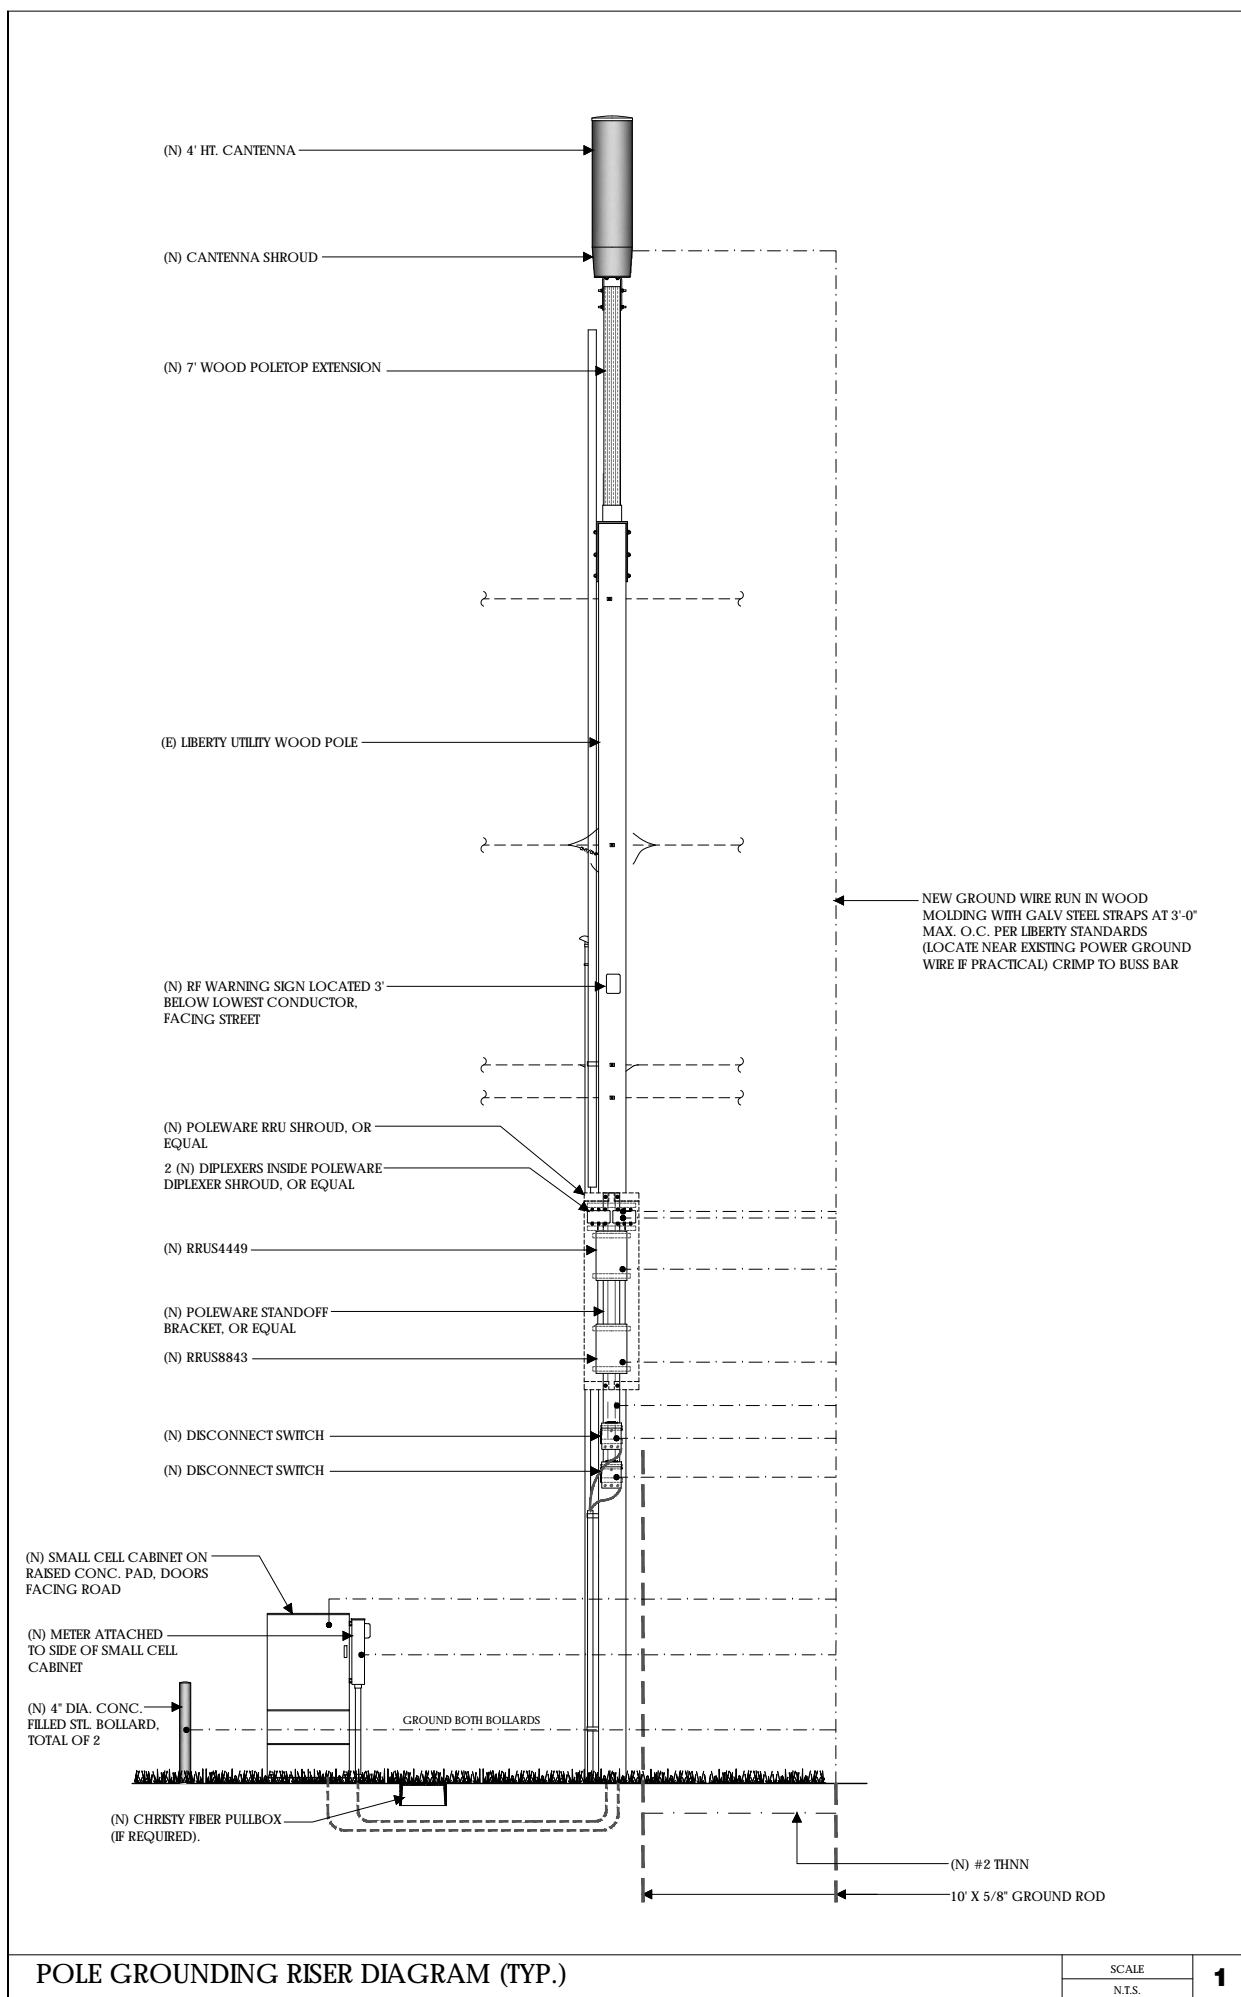 (N) 4' HT. CANTENNA
(N) CANTENNA SHROUD
(N) 7' WOOD POLETOP EXTENSION
(E) LIBERTY UTILITY WOOD POLE
NEW GROUND WIRE RUN IN WOOD
MOLDING WITH GALV STEEL STRAPS AT 3'-0"
MAX. O.C. PER LIBERTY STANDARDS
(LOCATE NEAR EXISTING POWER GROUND
WIRE IF PRACTICAL) CRIMP TO BUSS BAR
(N) RF WARNING SIGN LOCATED 3'
BELOW LOWEST CONDUCTOR,
FACING STREET
(N) POLEWARE RRU SHROUD, OR
EQUAL
2 (N) DIPLEXERS INSIDE POLEWARE
DIPLEXER SHROUD, OR EQUAL
(N) RRUS4449
(N) POLEWARE STANDOFF
BRACKET, OR EQUAL
(N) RRUS8843
(N) DISCONNECT SWITCH
(N) DISCONNECT SWITCH
(N) SMALL CELL CABINET ON
RAISED CONC. PAD, DOORS
FACING ROAD
(N) METER ATTACHED
TO SIDE OF SMALL CELL
CABINET
(N) 4" DIA. CONC.
FILLED STL. BOLLARD,
TOTAL OF 2
GROUND BOTH BOLLARDS
(N) CHRISTY FIBER PULLBOX
(IF REQUIRED).
(N) #2 THNN
10' X 5/8" GROUND ROD
POLE GROUNDING RISER DIAGRAM (TYP.)
SCALE
N.T.S.
1